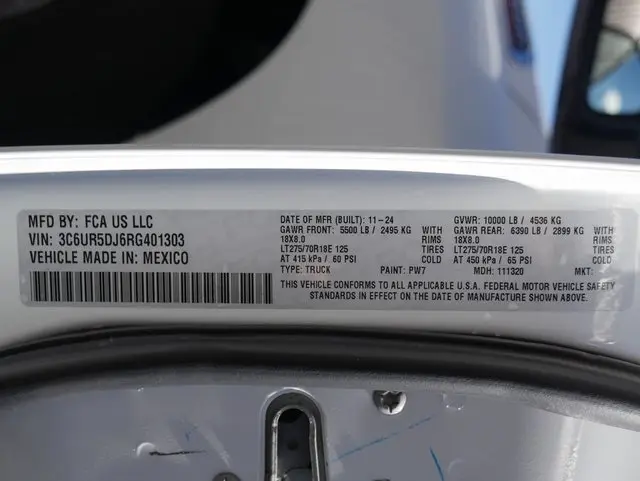 MFD BY: FCA US LLC
VIN: 3C6UR5DJ6RG401303
VEHICLE MADE IN: MEXICO
DATE OF MFR (BUILT): 11-24
GAWR FRONT: 5500 LB / 2495 KG
WITH
18X8.0 RIMS
LT275/70R18E 125 TIRES
AT 415 kPa / 60 PSI COLD
TYPE: TRUCK PAINT: PW7
GVWR: 10000 LB / 4536 KG
GAWR REAR: 6390 LB / 2899 KG
WITH
18X8.0 RIMS
LT275/70R18E 125 TIRES
AT 450 kPa / 65 PSI COLD
MDH: 111320 MKT:
THIS VEHICLE CONFORMS TO ALL APPLICABLE U.S.A. FEDERAL MOTOR VEHICLE SAFETY
STANDARDS IN EFFECT ON THE DATE OF MANUFACTURE SHOWN ABOVE.